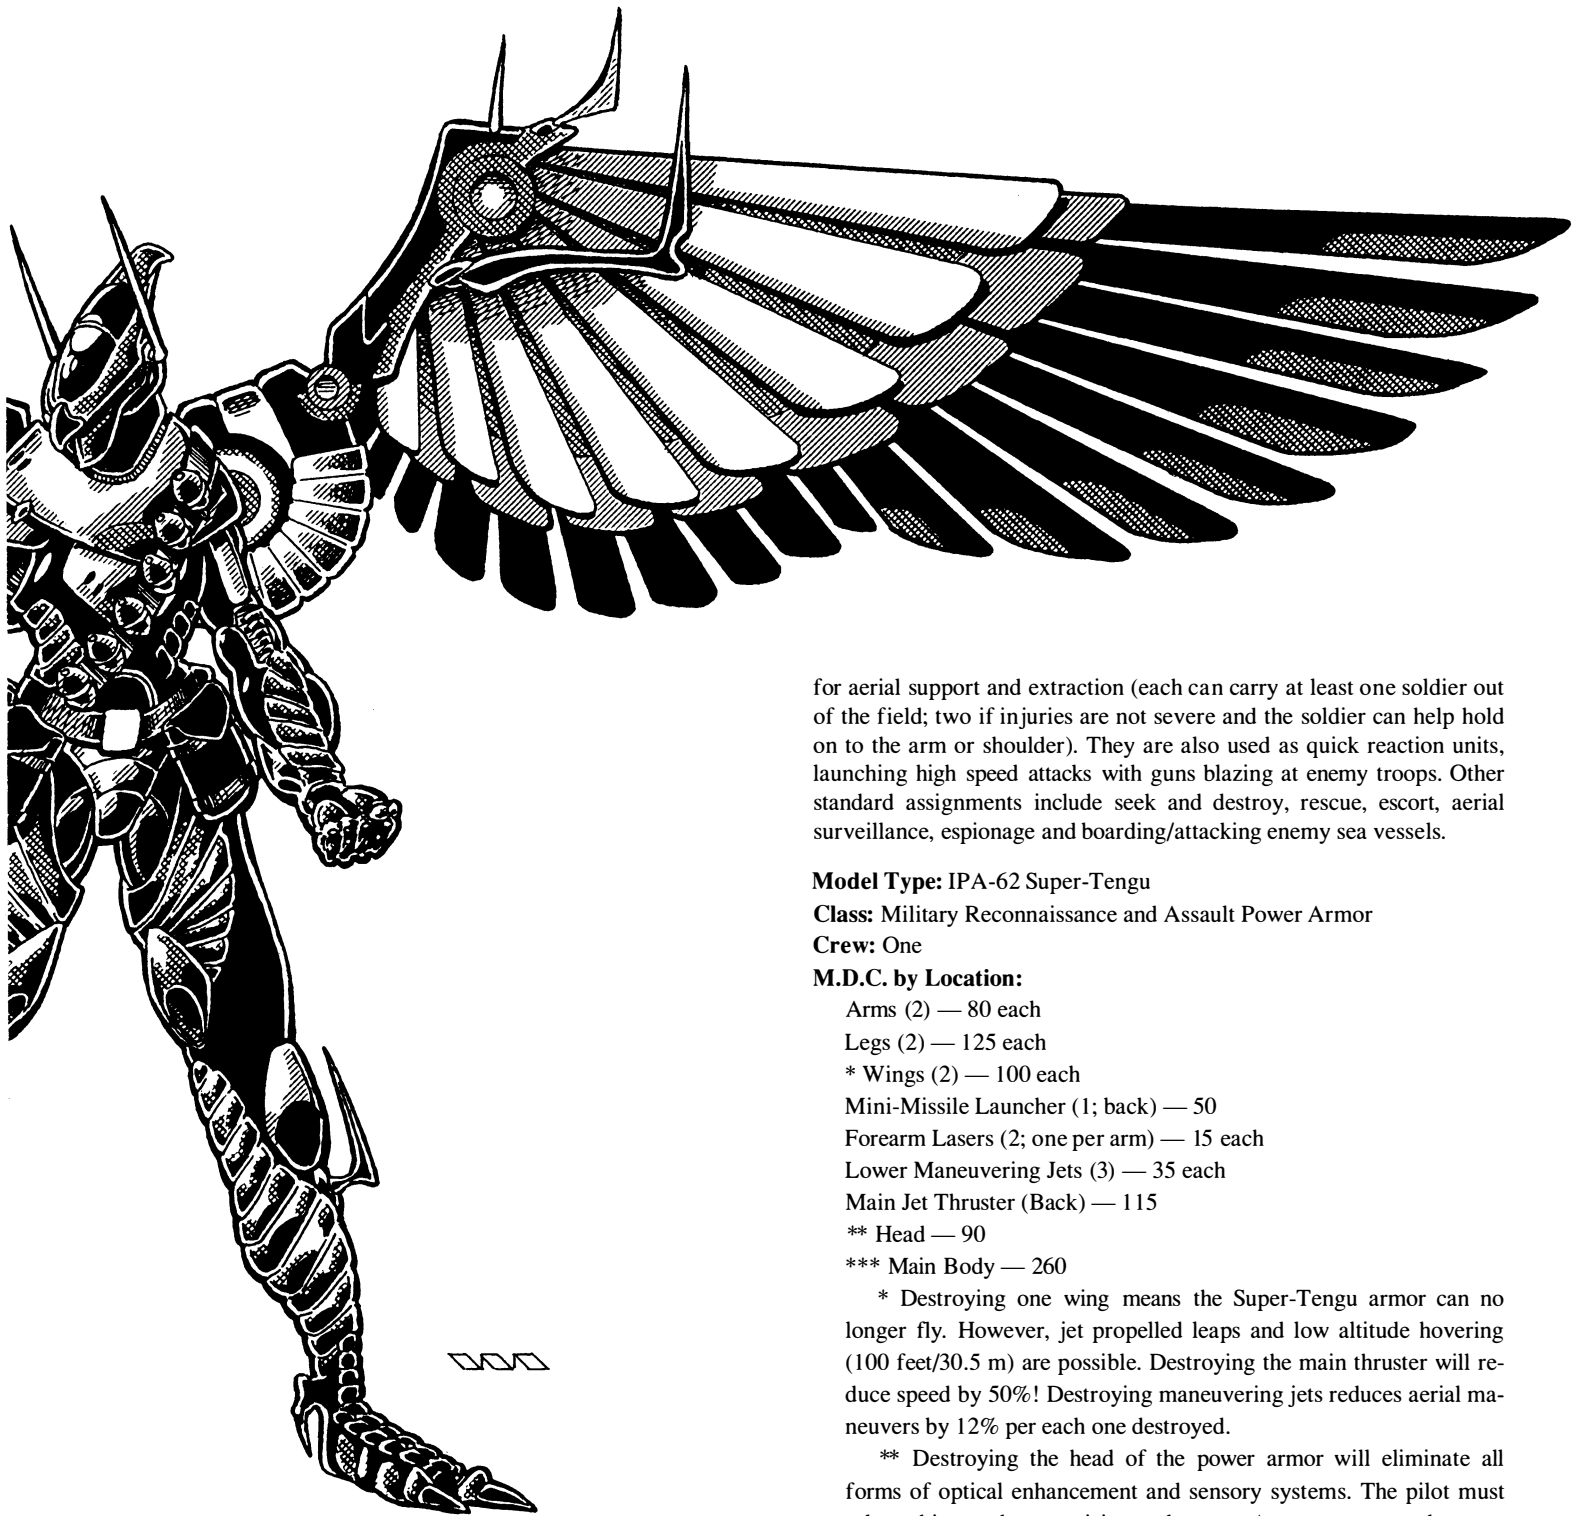 for aerial support and extraction (each can carry at least one soldier out
of the field; two if injuries are not severe and the soldier can help hold
on to the arm or shoulder). They are also used as quick reaction units,
launching high speed attacks with guns blazing at enemy troops. Other
standard assignments include seek and destroy, rescue, escort, aerial
surveillance, espionage and boarding/attacking enemy sea vessels.
Model Type: IPA-62 Super-Tengu
Class: Military Reconnaissance and Assault Power Armor
Crew: One
M.D.C. by Location:
Arms (2) — 80 each
Legs (2) — 125 each
* Wings (2) — 100 each
Mini-Missile Launcher (1; back) — 50
Forearm Lasers (2; one per arm) — 15 each
Lower Maneuvering Jets (3) — 35 each
Main Jet Thruster (Back) — 115
** Head — 90
*** Main Body — 260
* Destroying one wing means the Super-Tengu armor can no
longer fly. However, jet propelled leaps and low altitude hovering
(100 feet/30.5 m) are possible. Destroying the main thruster will re-
duce speed by 50%! Destroying maneuvering jets reduces aerial ma-
neuvers by 12% per each one destroyed.
** Destroying the head of the power armor will eliminate all
forms of optical enhancement and sensory systems. The pilot must